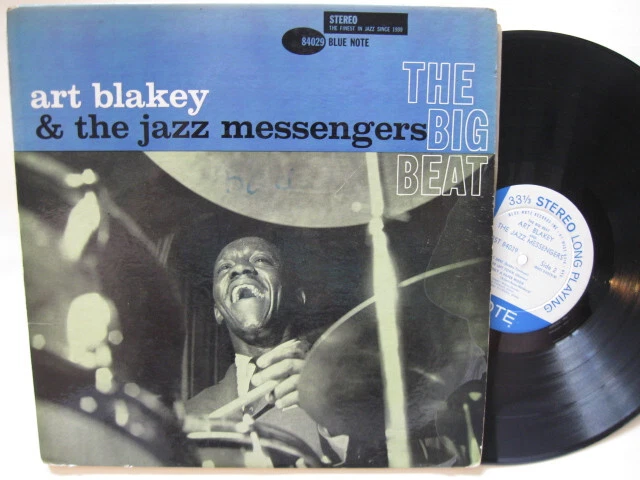 STEREO
THE FINEST IN JAZZ SINCE 1939
84029 BLUE NOTE
THE
BIG
BEAT
art blakey
& the jazz messengers
33⅓ STEREO LONG PLAYING
ART BLAKEY
THE JAZZ MESSENGERS
Side 2